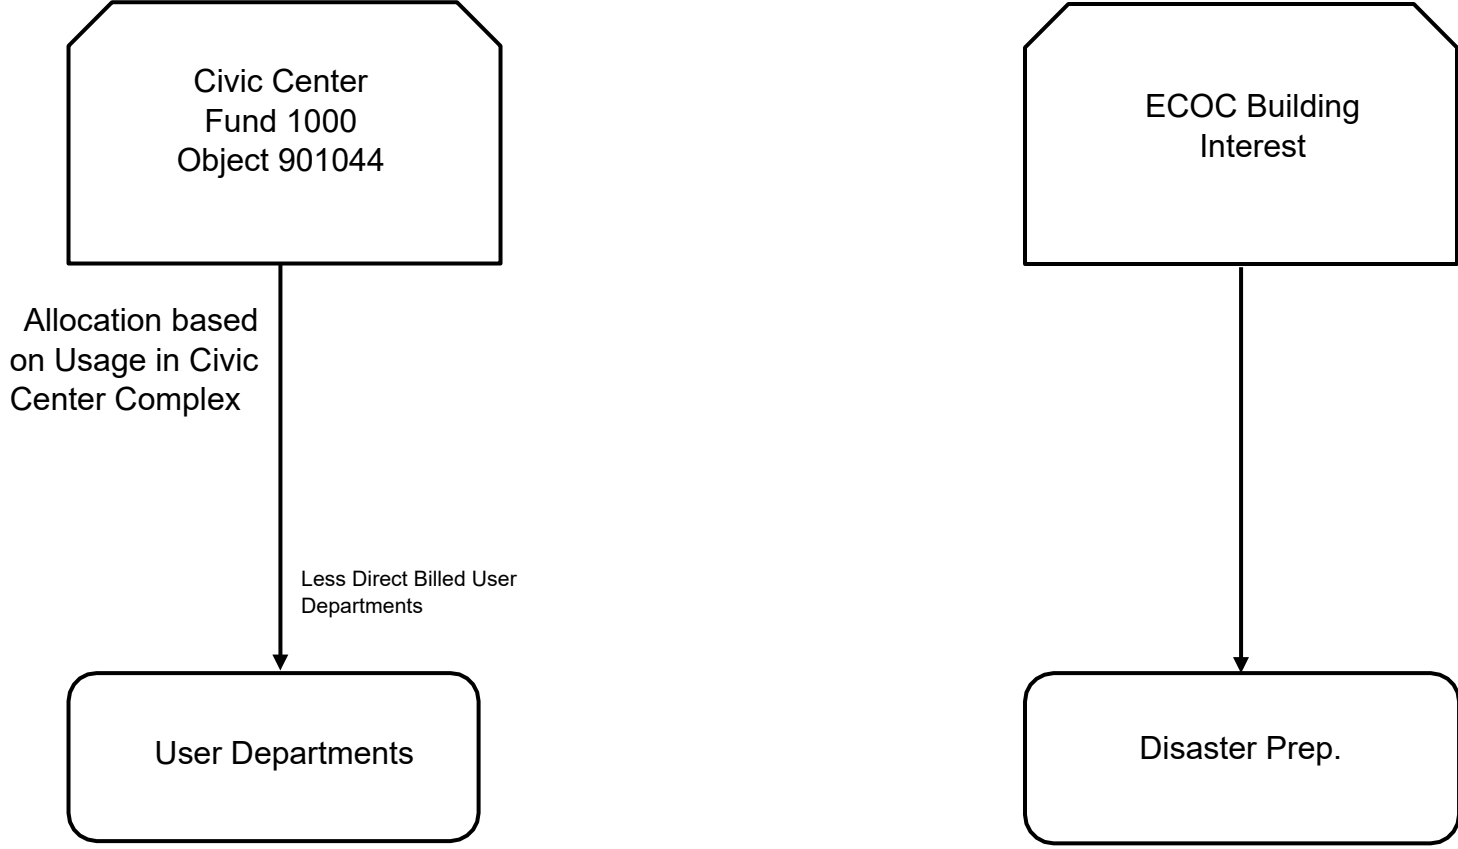 Civic Center
Fund 1000
Object 901044
ECOC Building
Interest
Allocation based
on Usage in Civic
Center Complex
Less Direct Billed User
Departments
User Departments
Disaster Prep.